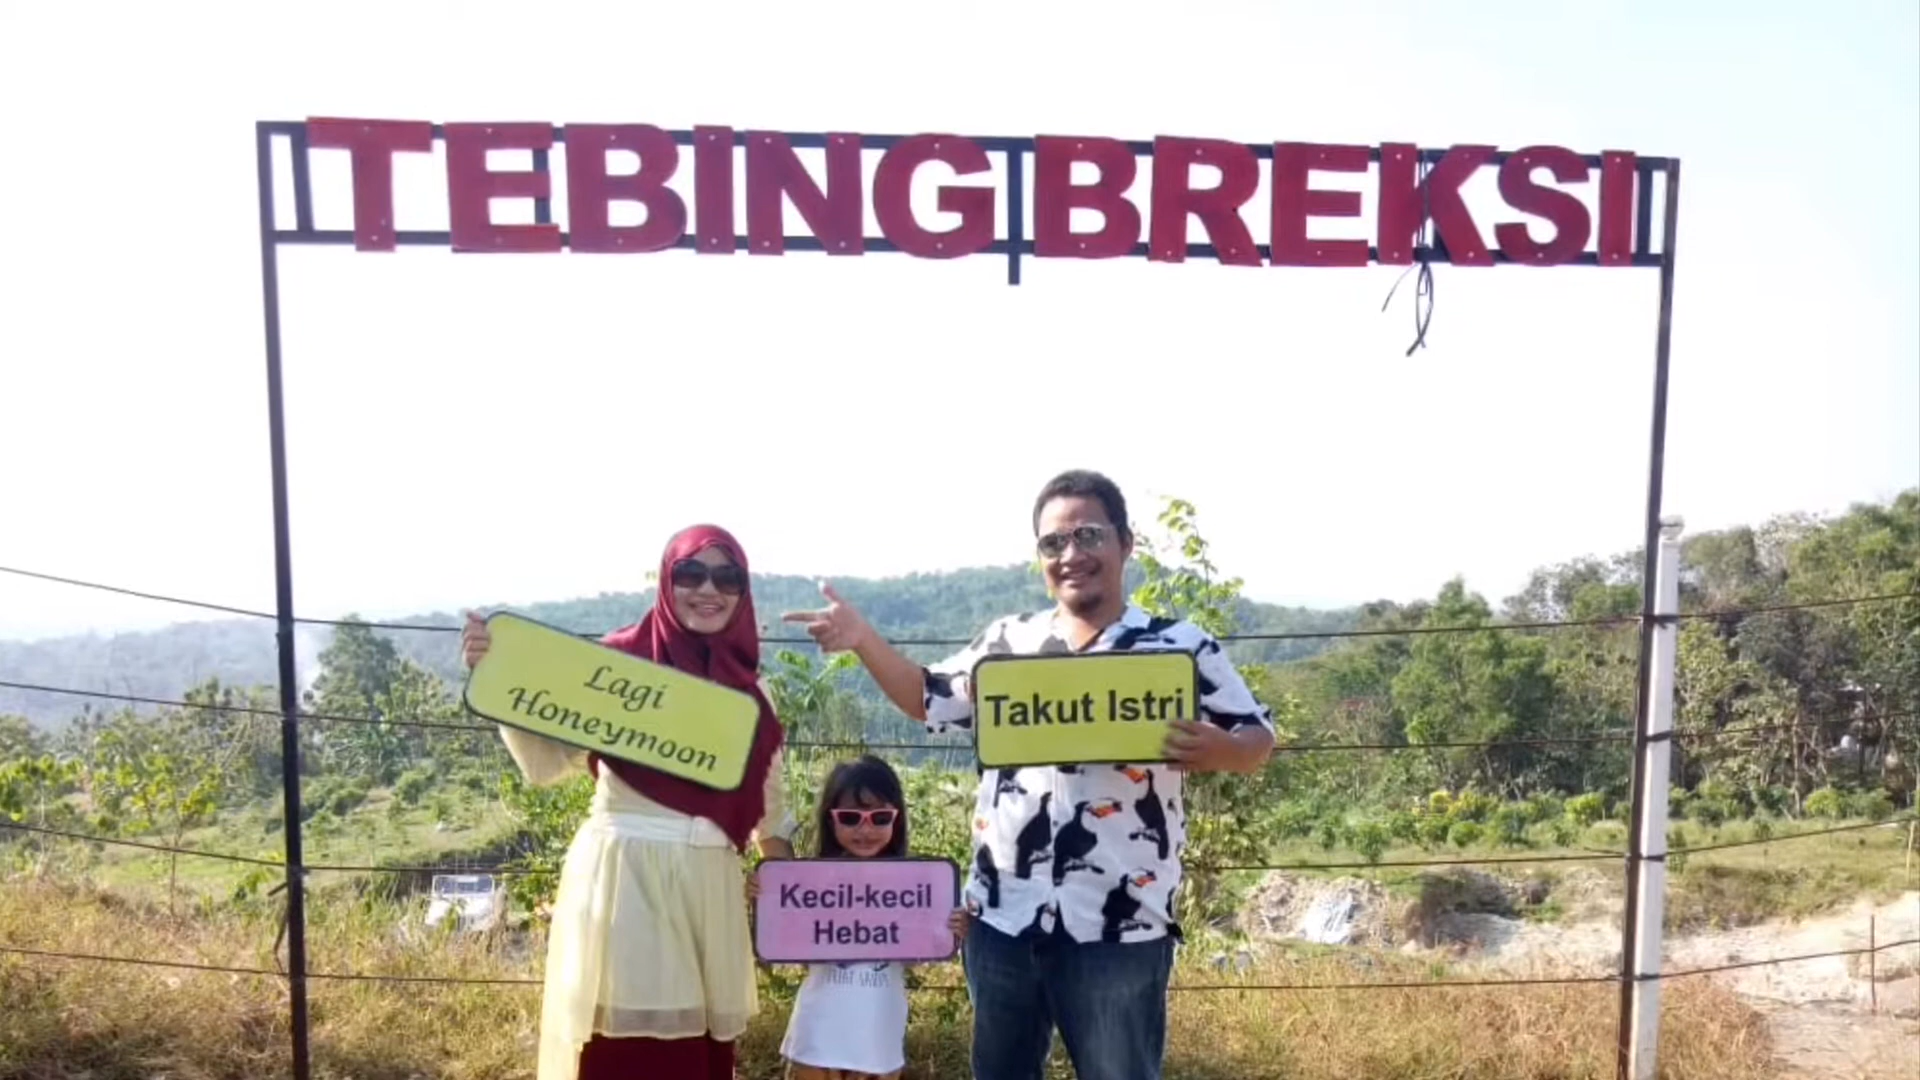 TEBING BREKSI
Lagi
Honeymoon
Takut Istri
Kecil-kecil
Hebat